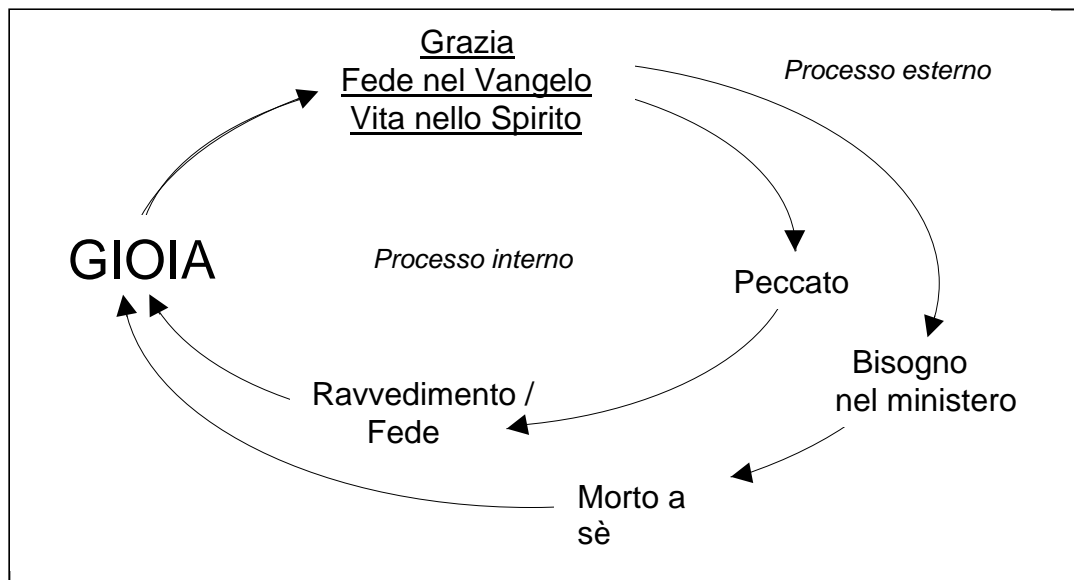 Grazia
Fede nel Vangelo
Vita nello Spirito
Processo esterno
GIOIA
Processo interno
Peccato
Bisogno
nel ministero
Ravvedimento /
Fede
Morto a
sè